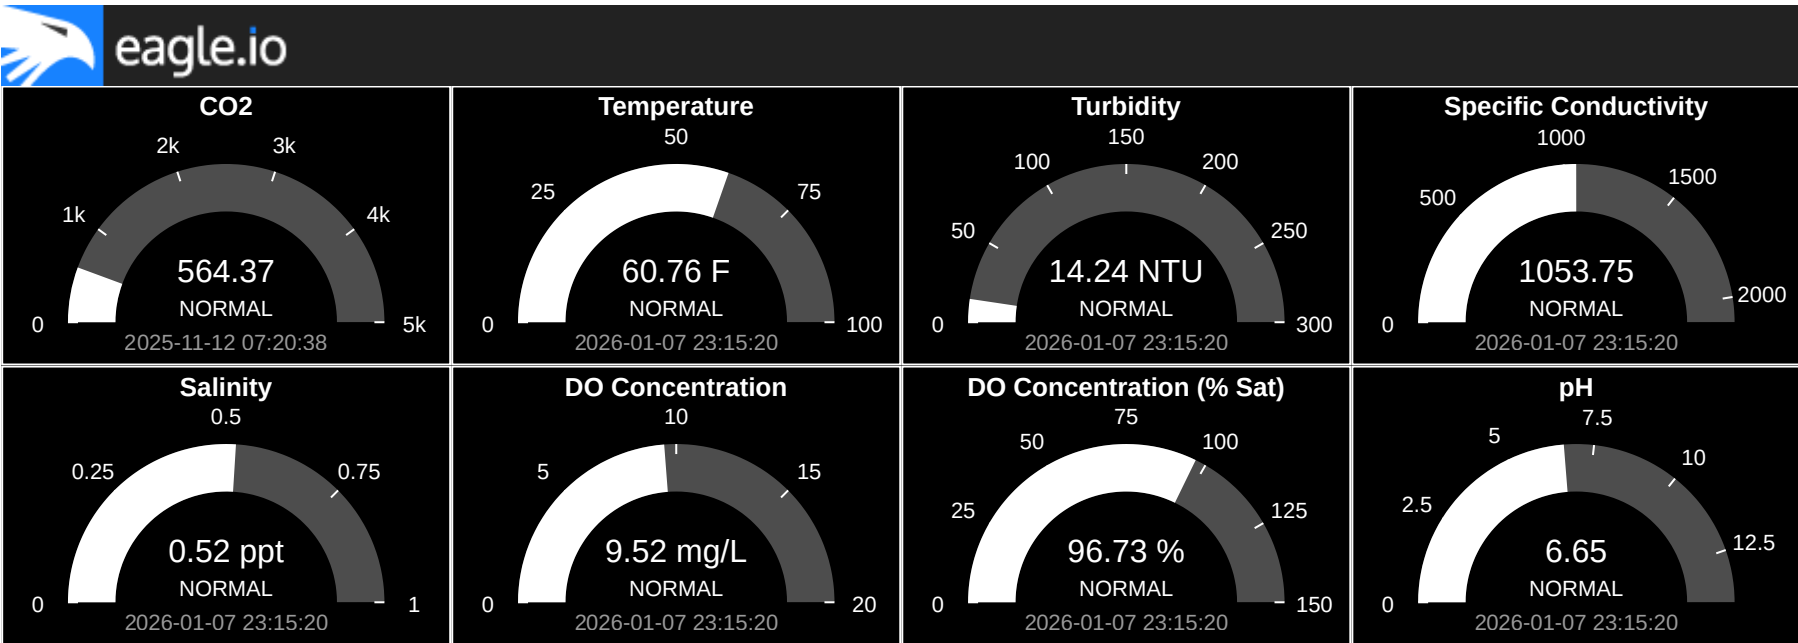 eagle.io
CO2
0
1k
2k
3k
4k
5k
564.37
NORMAL
2025-11-12 07:20:38
Temperature
0
25
50
75
100
60.76 F
NORMAL
2026-01-07 23:15:20
Turbidity
0
50
100
150
200
250
300
14.24 NTU
NORMAL
2026-01-07 23:15:20
Specific Conductivity
0
500
1000
1500
2000
1053.75
NORMAL
2026-01-07 23:15:20
Salinity
0
0.25
0.5
0.75
1
0.52 ppt
NORMAL
2026-01-07 23:15:20
DO Concentration
0
5
10
15
20
9.52 mg/L
NORMAL
2026-01-07 23:15:20
DO Concentration (% Sat)
0
25
50
75
100
125
150
96.73 %
NORMAL
2026-01-07 23:15:20
pH
0
2.5
5
7.5
10
12.5
6.65
NORMAL
2026-01-07 23:15:20